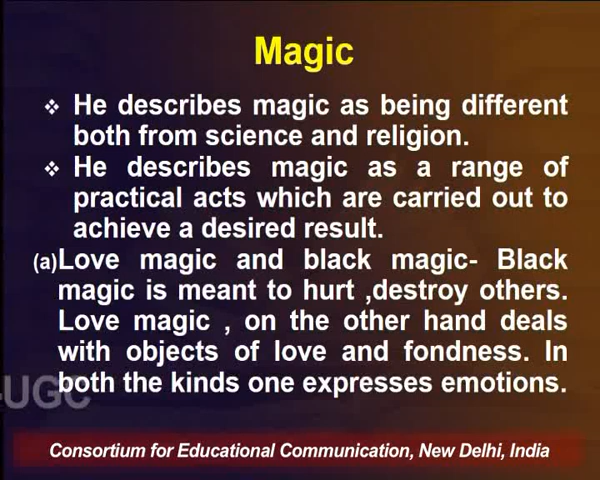 Magic
❖ He describes magic as being different
both from science and religion.
❖ He describes magic as a range of
practical acts which are carried out to
achieve a desired result.
(a)Love magic and black magic- Black
magic is meant to hurt ,destroy others.
Love magic , on the other hand deals
with objects of love and fondness. In
both the kinds one expresses emotions.
-UGC
Consortium for Educational Communication, New Delhi, India